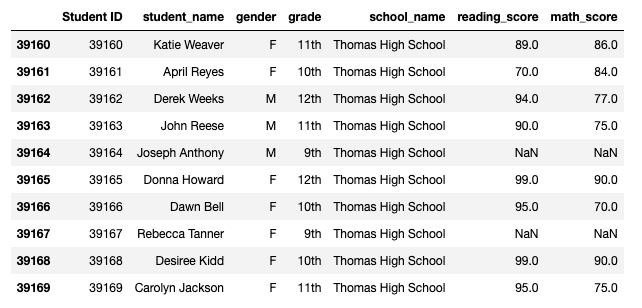 Student ID student_name gender grade school_name reading_score math_score
39160 39160 Katie Weaver F 11th Thomas High School 89.0 86.0
39161 39161 April Reyes F 10th Thomas High School 70.0 84.0
39162 39162 Derek Weeks M 12th Thomas High School 94.0 77.0
39163 39163 John Reese M 11th Thomas High School 90.0 75.0
39164 39164 Joseph Anthony M 9th Thomas High School NaN NaN
39165 39165 Donna Howard F 12th Thomas High School 99.0 90.0
39166 39166 Dawn Bell F 10th Thomas High School 95.0 70.0
39167 39167 Rebecca Tanner F 9th Thomas High School NaN NaN
39168 39168 Desiree Kidd F 10th Thomas High School 99.0 90.0
39169 39169 Carolyn Jackson F 11th Thomas High School 95.0 75.0